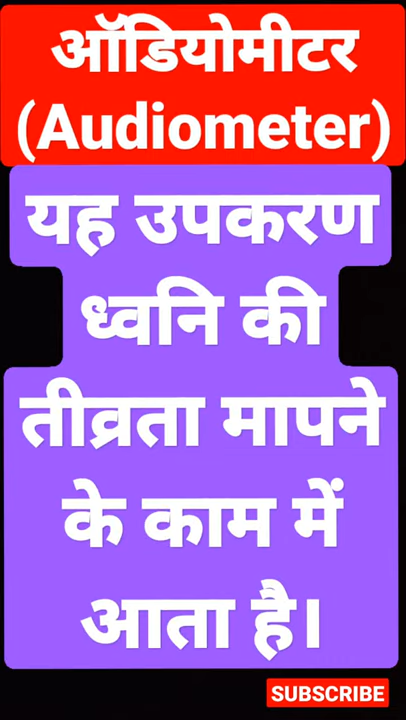 ऑडियोमीटर
(Audiometer)
यह उपकरण
ध्वनि की
तीव्रता मापने
के काम में
आता है।
SUBSCRIBE